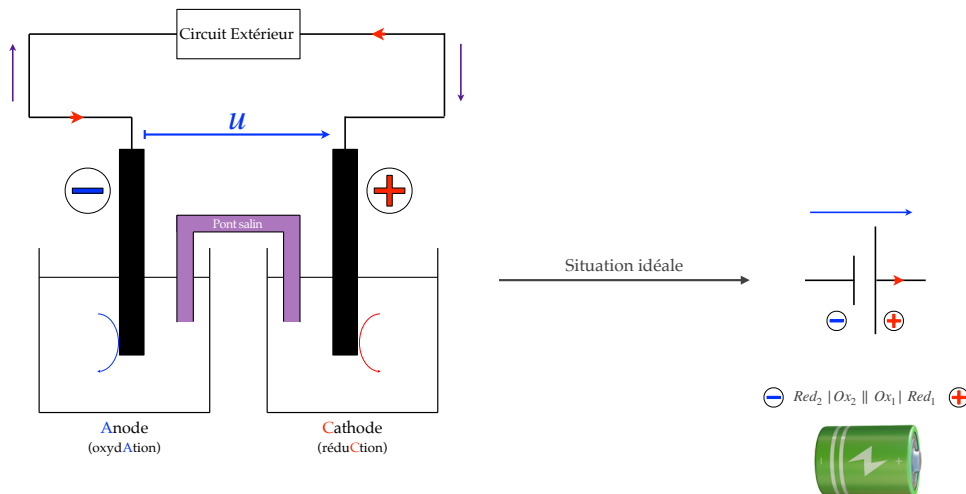 Circuit Extérieur
u
Pont salin
Situation idéale
Anode
(oxydAtion)
Cathode
(réduCtion)
Red₂ | Ox₂ || Ox₁ | Red₁